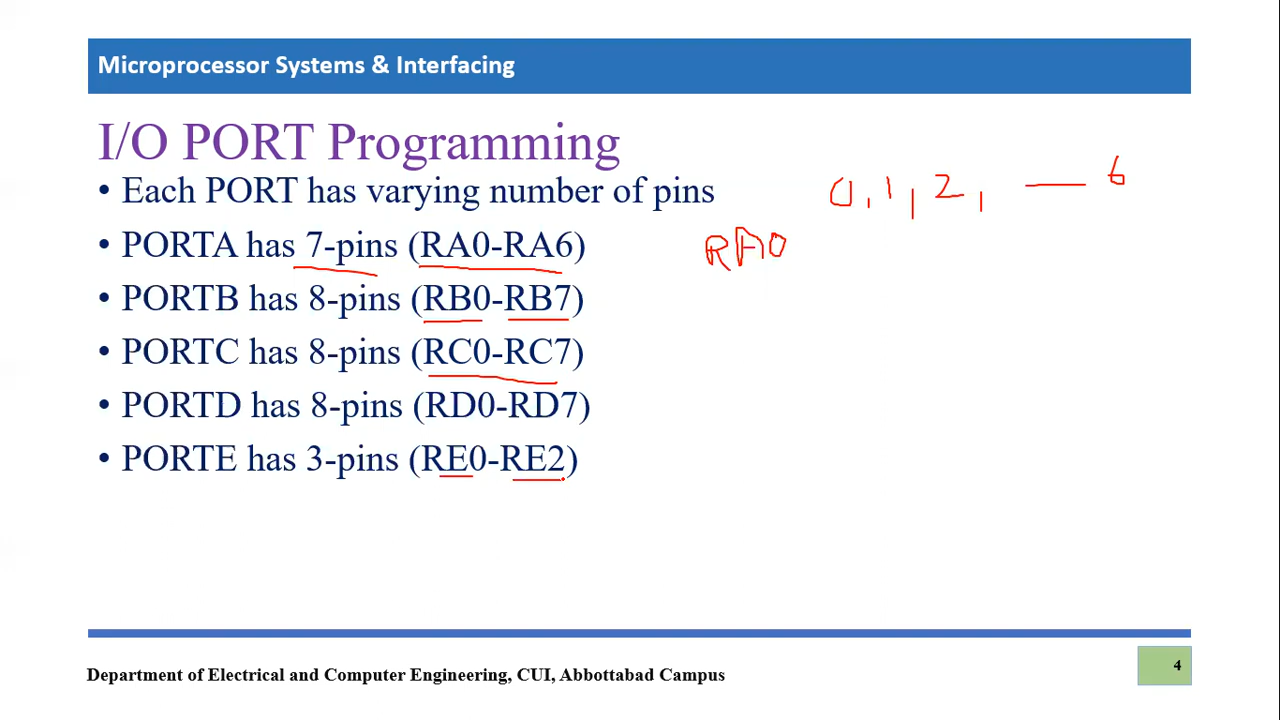 Microprocessor Systems & Interfacing
I/O PORT Programming
• Each PORT has varying number of pins
0, 1, 2, — 6
• PORTA has 7-pins (RA0-RA6)
RA0
• PORTB has 8-pins (RB0-RB7)
• PORTC has 8-pins (RC0-RC7)
• PORTD has 8-pins (RD0-RD7)
• PORTE has 3-pins (RE0-RE2)
Department of Electrical and Computer Engineering, CUI, Abbottabad Campus
4